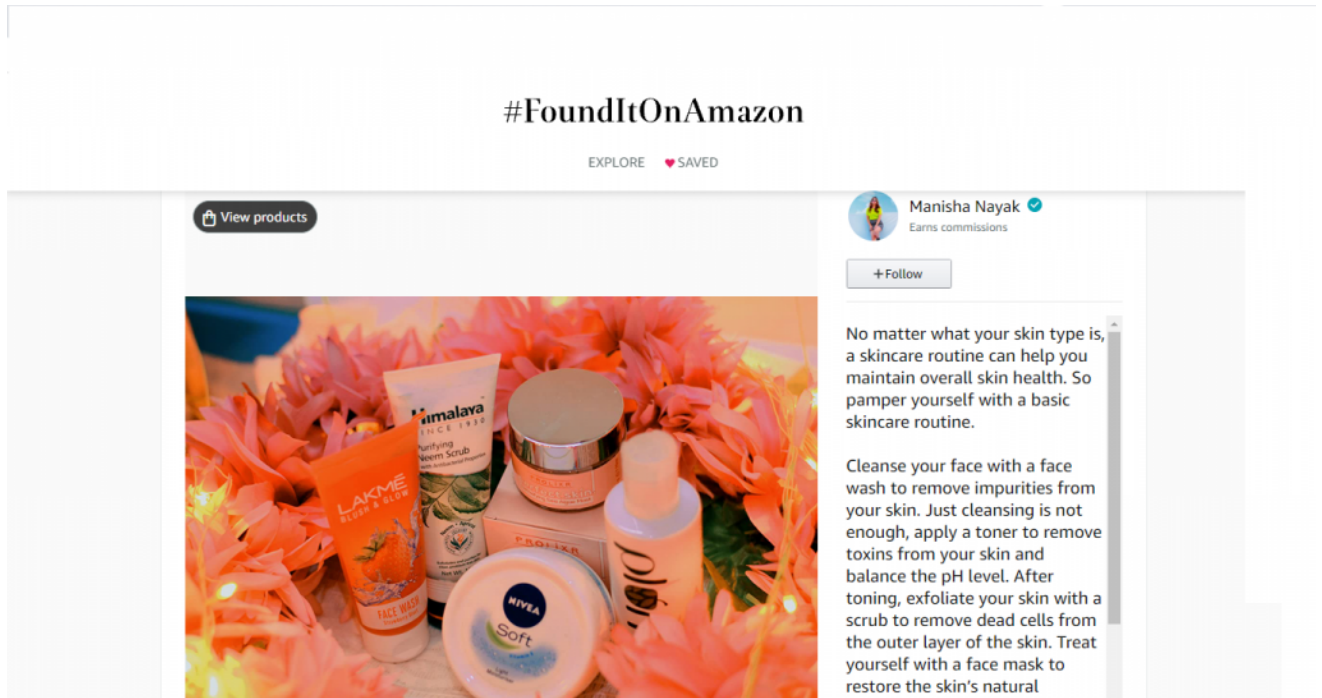 #FoundItOnAmazon
EXPLORE SAVED
View products
Manisha Nayak
Earns commissions
+Follow
No matter what your skin type is,
a skincare routine can help you
maintain overall skin health. So
pamper yourself with a basic
skincare routine.
Cleanse your face with a face
wash to remove impurities from
your skin. Just cleansing is not
enough, apply a toner to remove
toxins from your skin and
balance the pH level. After
toning, exfoliate your skin with a
scrub to remove dead cells from
the outer layer of the skin. Treat
yourself with a face mask to
restore the skin's natural
Himalaya
SINCE 1930
Purifying
Neem Scrub
LAKMÉ
BLUSH & GLOW
FACE WASH
PROLIXR
NIVEA
Soft
plum